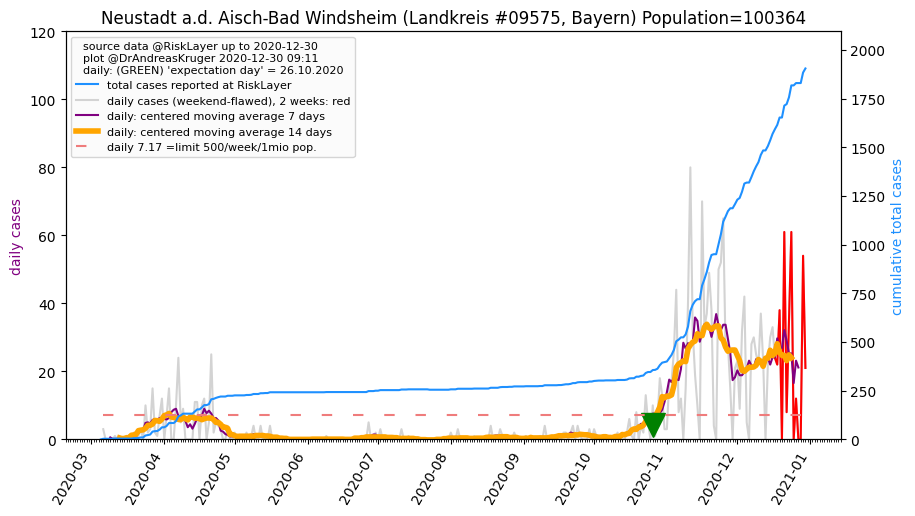 Neustadt a.d. Aisch-Bad Windsheim (Landkreis #09575, Bayern) Population=100364
source data @RiskLayer up to 2020-12-30
plot @DrAndreasKruger 2020-12-30 09:11
daily: (GREEN) 'expectation day' = 26.10.2020
total cases reported at RiskLayer
daily cases (weekend-flawed), 2 weeks: red
daily: centered moving average 7 days
daily: centered moving average 14 days
daily 7.17 =limit 500/week/1mio pop.
daily cases
120
100
80
60
40
20
0
cumulative total cases
2000
1750
1500
1250
1000
750
500
250
0
2020-03
2020-04
2020-05
2020-06
2020-07
2020-08
2020-09
2020-10
2020-11
2020-12
2021-01